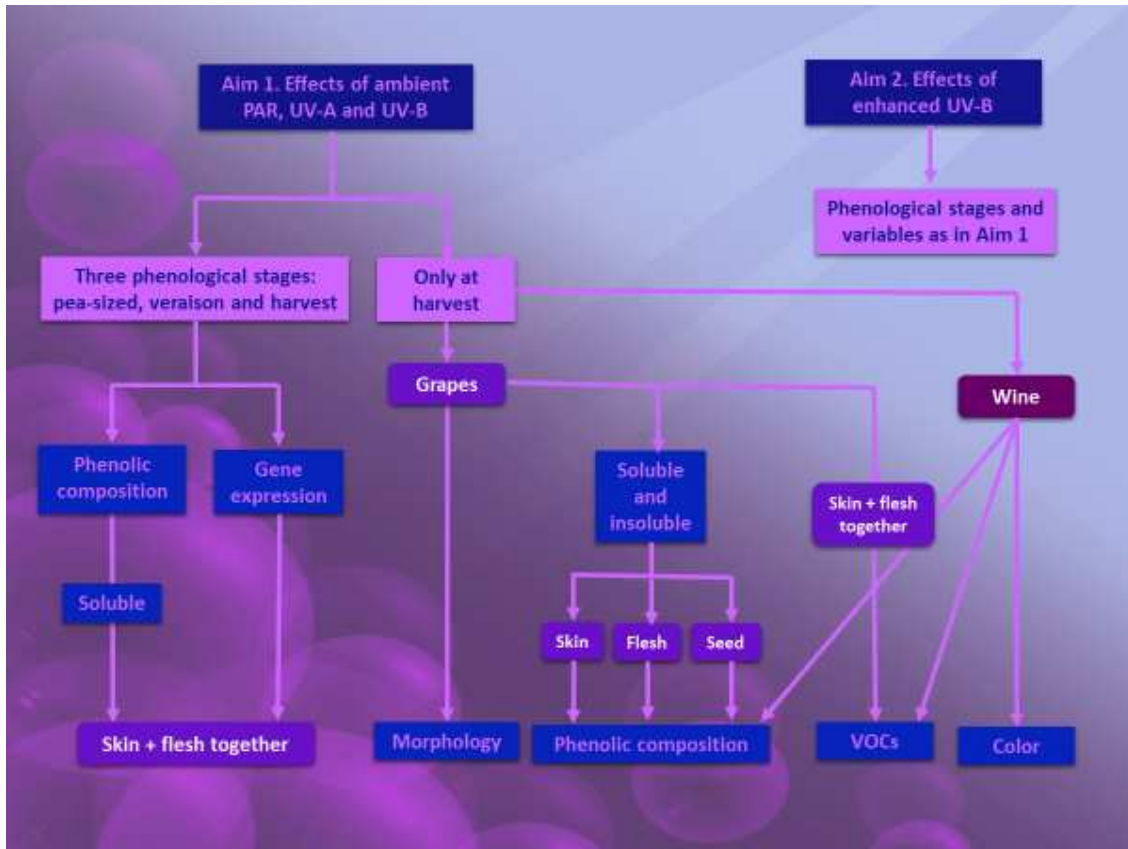 Aim 1. Effects of ambient
PAR, UV-A and UV-B
Aim 2. Effects of
enhanced UV-B
Phenological stages and
variables as in Aim 1
Three phenological stages:
pea-sized, veraison and harvest
Only at
harvest
Grapes
Wine
Phenolic
composition
Gene
expression
Soluble
and
insoluble
Skin + flesh
together
Soluble
Skin
Flesh
Seed
Skin + flesh together
Morphology
Phenolic composition
VOCs
Color